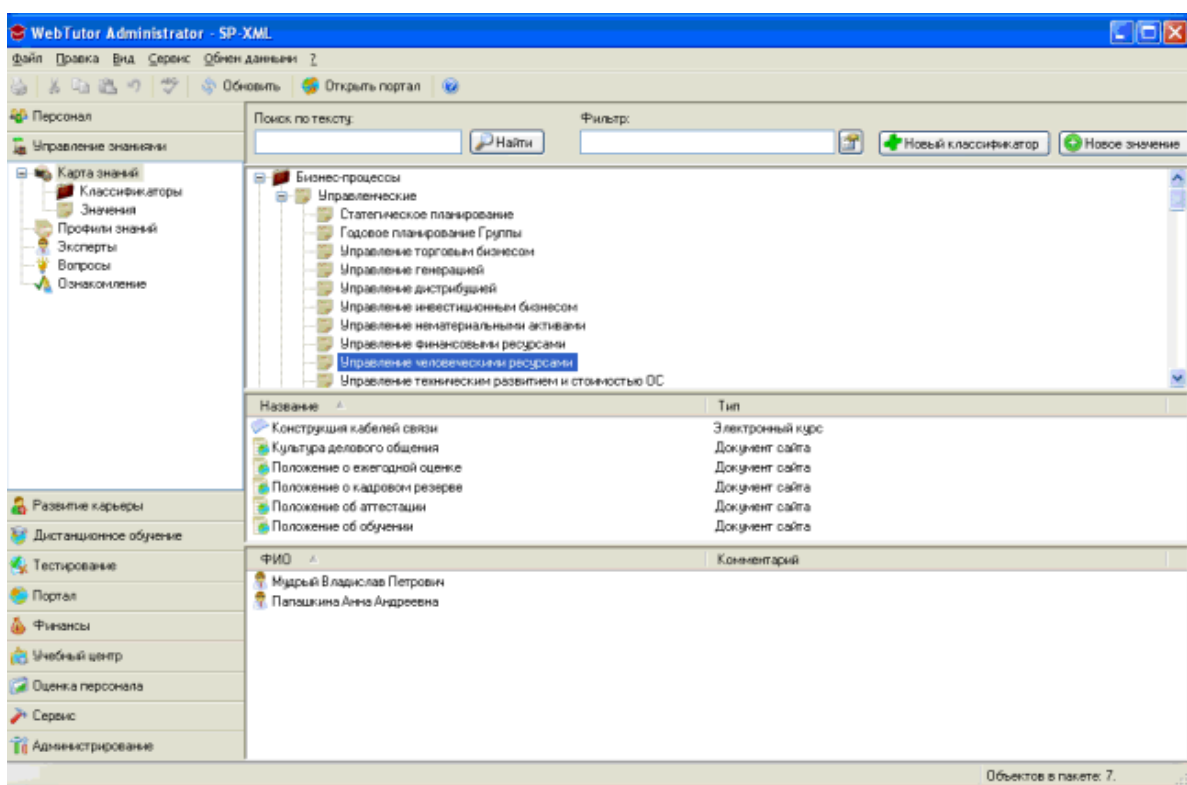 WebTutor Administrator - SP-XML
Файл Правка Вид Сервис Обмен данными ?
Обновить Открыть портал
Персонал
Управление знаниями
Карта знаний
Классификаторы
Значения
Профили знаний
Эксперты
Вопросы
Ознакомление
Развитие карьеры
Дистанционное обучение
Тестирование
Портал
Финансы
Учебный центр
Оценка персонала
Сервис
Администрирование
Поиск по тексту: Фильтр:
Найти Новый классификатор Новое значение
Бизнес-процессы
Управленческие
Статегическое планирование
Годовое планирование Группы
Управление торговым бизнесом
Управление генерацией
Управление дистрибуцией
Управление инвестиционным бизнесом
Управление нематериальными активами
Управление финансовыми ресурсами
Управление человеческими ресурсами
Управление техническим развитием и стоимостью ОС
Название Тип
Конструкция кабелей связи Электронный курс
Культура делового общения Документ сайта
Положение о ежегодной оценке Документ сайта
Положение о кадровом резерве Документ сайта
Положение об аттестации Документ сайта
Положение об обучении Документ сайта
ФИО Комментарий
Мудрый Владислав Петрович
Папашкина Анна Андреевна
Объектов в пакете: 7.